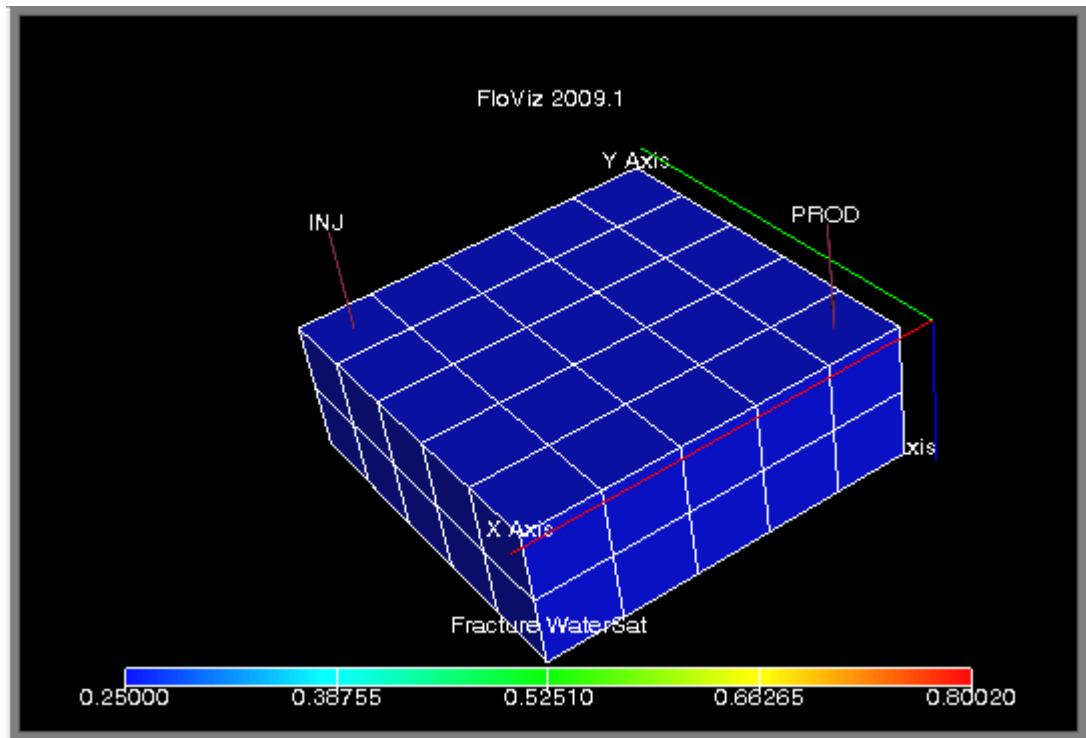 FloViz 2009.1
Y Axis
INJ
PROD
xis
X Axis
Fracture WaterSat
0.25000 0.38755 0.52510 0.66265 0.80020